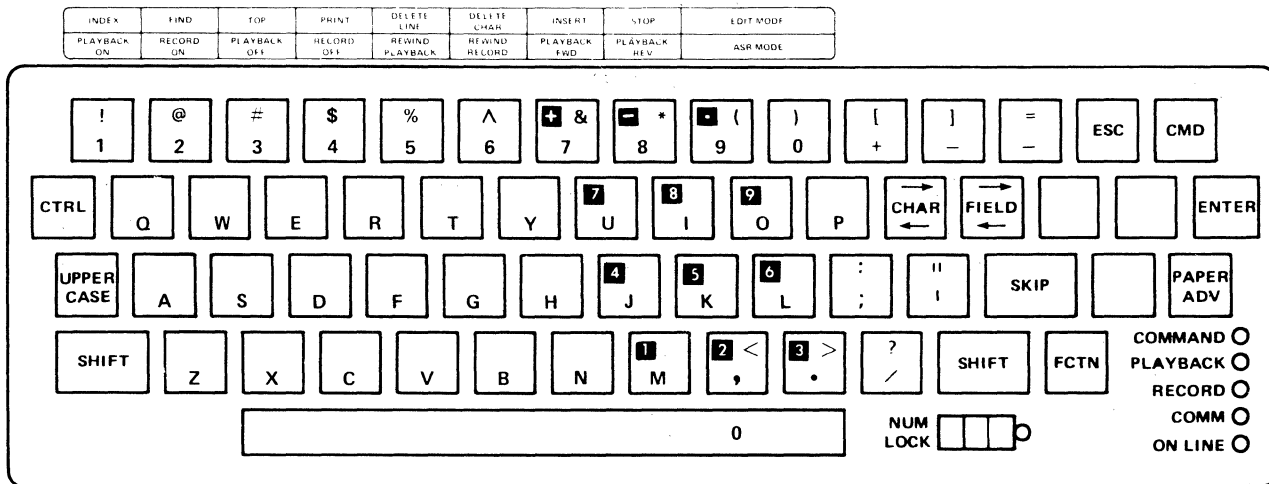 INDEX FIND TOP PRINT DELETE LINE DELETE CHAR INSERT STOP EDIT MODE
PLAYBACK ON RECORD ON PLAYBACK OFF RECORD OFF REWIND PLAYBACK REWIND RECORD PLAYBACK FWD PLAYBACK REV ASR MODE
! @ # $ % ^ + & - * . ( ) [ ] =
1 2 3 4 5 6 7 8 9 0 + _ – ESC CMD
7 8 9 → →
CTRL Q W E R T Y U I O P CHAR FIELD ENTER
← ←
4 5 6 : "
UPPER CASE A S D F G H J K L ; ' SKIP PAPER ADV
1 2 < 3 > ?
SHIFT Z X C V B N M , . / SHIFT FCTN
COMMAND
PLAYBACK
RECORD
COMM
ON LINE
0
NUM LOCK